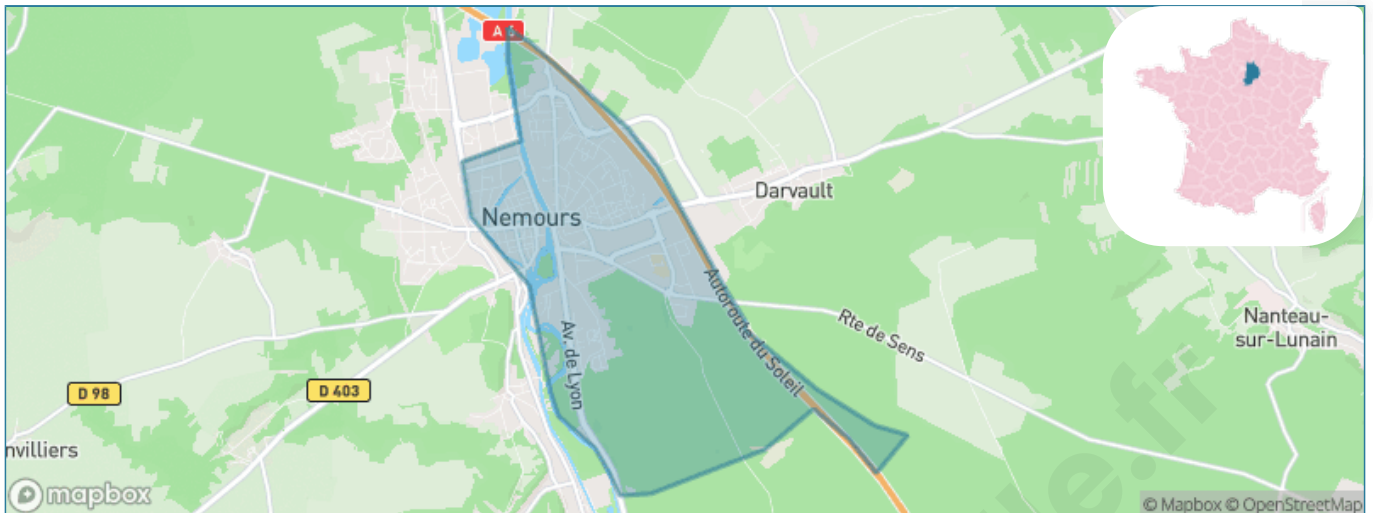 A 6
Darvault
Nemours
Autoroute du Soleil
Rte de Sens
Nanteau-
sur-Lunain
Av. de Lyon
D 98
D 403
nvilliers
mapbox
© Mapbox © OpenStreetMap